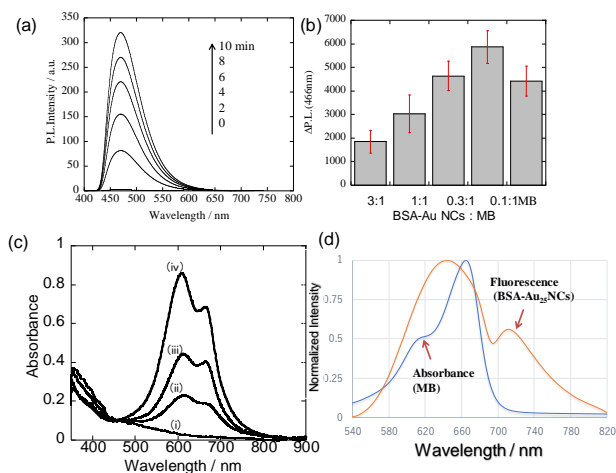 (a)
P.L.Intensity / a.u.
350
300
250
200
150
100
50
0
10 min
8
6
4
2
0
400 450 500 550 600 650 700 750 800
Wavelength / nm
(b)
ΔP.L.(466nm)
10000
9000
8000
7000
6000
5000
4000
3000
2000
1000
0
3:1 1:1 0.3:1 0.1:1MB
BSA-Au NCs : MB
(c)
Absorbance
1
0.8
0.6
0.4
0.2
0
(iv)
(iii)
(ii)
(i)
400 500 600 700 800 900
Wavelength / nm
(d)
Normalized Intensity
1
0.75
0.5
0.25
0
Fluorescence
(BSA-Au₂₅NCs)
Absorbance
(MB)
540 580 620 660 700 740 780 820
Wavelength / nm